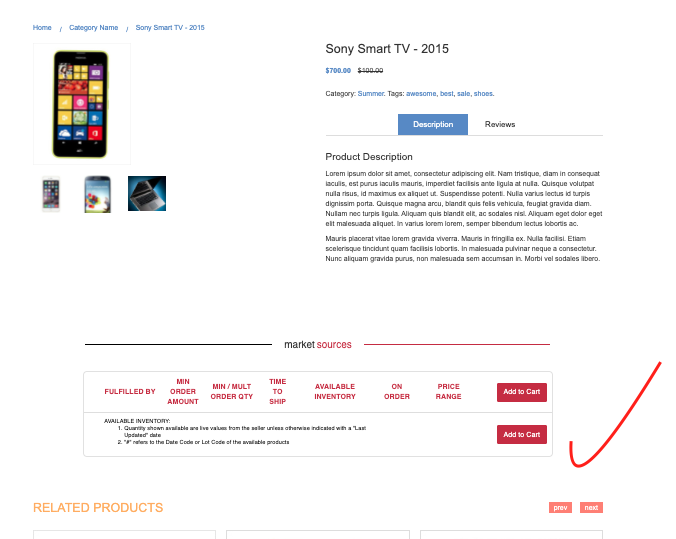 Home / Category Name / Sony Smart TV - 2015
Sony Smart TV - 2015
$700.00 $100.00
Category: Summer. Tags: awesome, best, sale, shoes.
Description Reviews
Product Description
Lorem ipsum dolor sit amet, consectetur adipiscing elit. Nam tristique, diam in consequat
iaculis, est purus iaculis mauris, imperdiet facilisis ante ligula at nulla. Quisque volutpat
nulla risus, id maximus ex aliquet ut. Suspendisse potenti. Nulla varius lectus id turpis
dignissim porta. Quisque magna arcu, blandit quis felis vehicula, feugiat gravida diam.
Nullam nec turpis ligula. Aliquam quis blandit elit, ac sodales nisl. Aliquam eget dolor eget
elit malesuada aliquet. In varius lorem lorem, semper bibendum lectus lobortis ac.
Mauris placerat vitae lorem gravida viverra. Mauris in fringilla ex. Nulla facilisi. Etiam
scelerisque tincidunt quam facilisis lobortis. In malesuada pulvinar neque a consectetur.
Nunc aliquam gravida purus, non malesuada sem accumsan in. Morbi vel sodales libero.
market sources
FULFILLED BY
MIN
ORDER
AMOUNT
MIN / MULT
ORDER QTY
TIME
TO
SHIP
AVAILABLE
INVENTORY
ON
ORDER
PRICE
RANGE
Add to Cart
AVAILABLE INVENTORY:
1. Quantity shown available are live values from the seller unless otherwise indicated with a "Last
Updated" date
2. "#" refers to the Date Code or Lot Code of the available products
Add to Cart
RELATED PRODUCTS
prev next